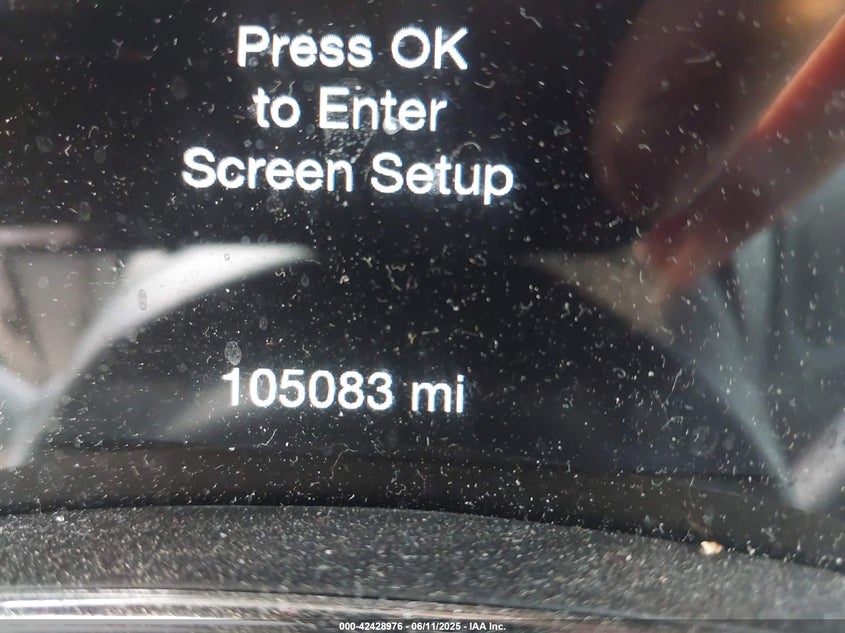 Press OK
to Enter
Screen Setup
105083 mi
000-42428976 - 06/11/2025 - IAA Inc.